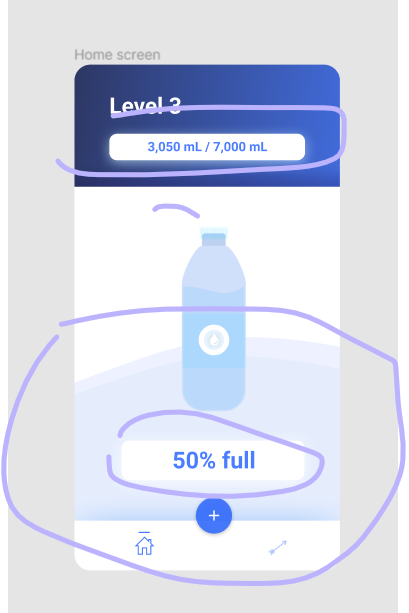 Home screen
Level 3
3,050 mL / 7,000 mL
50% full
+